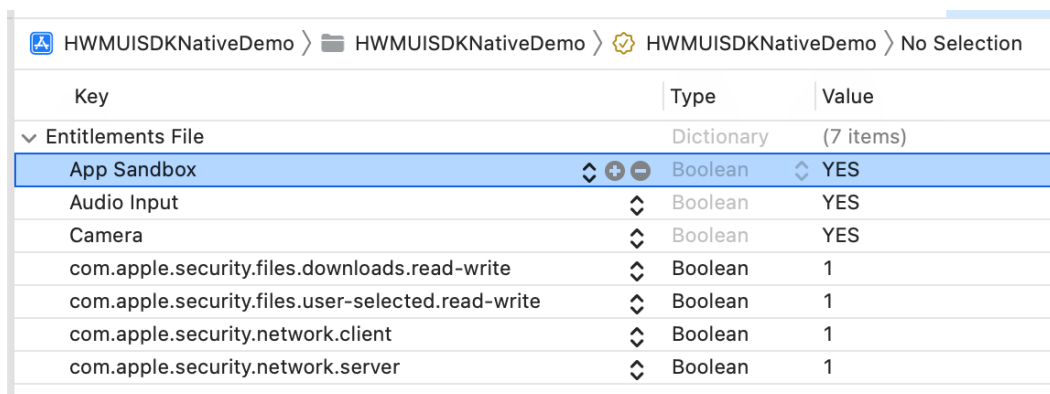 HWMUISDKNativeDemo 〉 HWMUISDKNativeDemo 〉 HWMUISDKNativeDemo 〉 No Selection
Key Type Value
Entitlements File Dictionary (7 items)
App Sandbox Boolean YES
Audio Input Boolean YES
Camera Boolean YES
com.apple.security.files.downloads.read-write Boolean 1
com.apple.security.files.user-selected.read-write Boolean 1
com.apple.security.network.client Boolean 1
com.apple.security.network.server Boolean 1